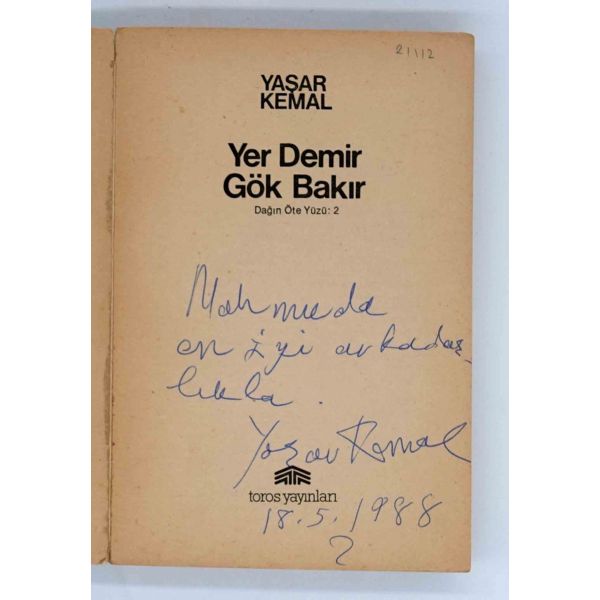 21112
YAŞAR
KEMAL
Yer Demir
Gök Bakır
Dağın Öte Yüzü: 2
Mahmuda
en iyi arkadaş-
lıkla.
Yaşar Kemal
toros yayınları
18.5.1988
?